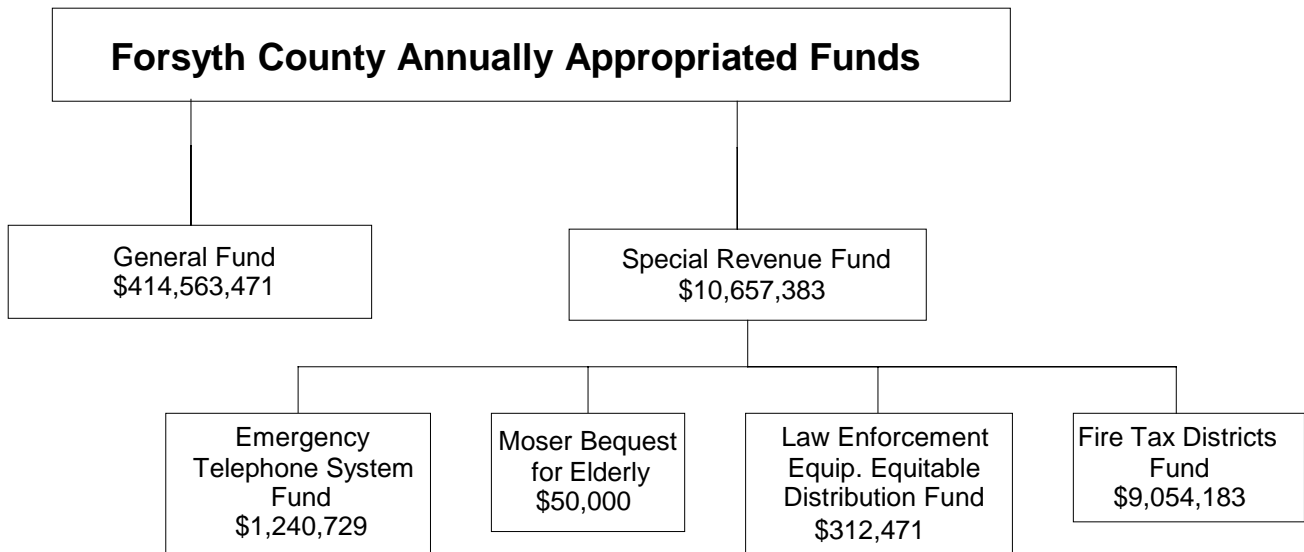 Forsyth County Annually Appropriated Funds
General Fund
$414,563,471
Special Revenue Fund
$10,657,383
Emergency
Telephone System
Fund
$1,240,729
Moser Bequest
for Elderly
$50,000
Law Enforcement
Equip. Equitable
Distribution Fund
$312,471
Fire Tax Districts
Fund
$9,054,183